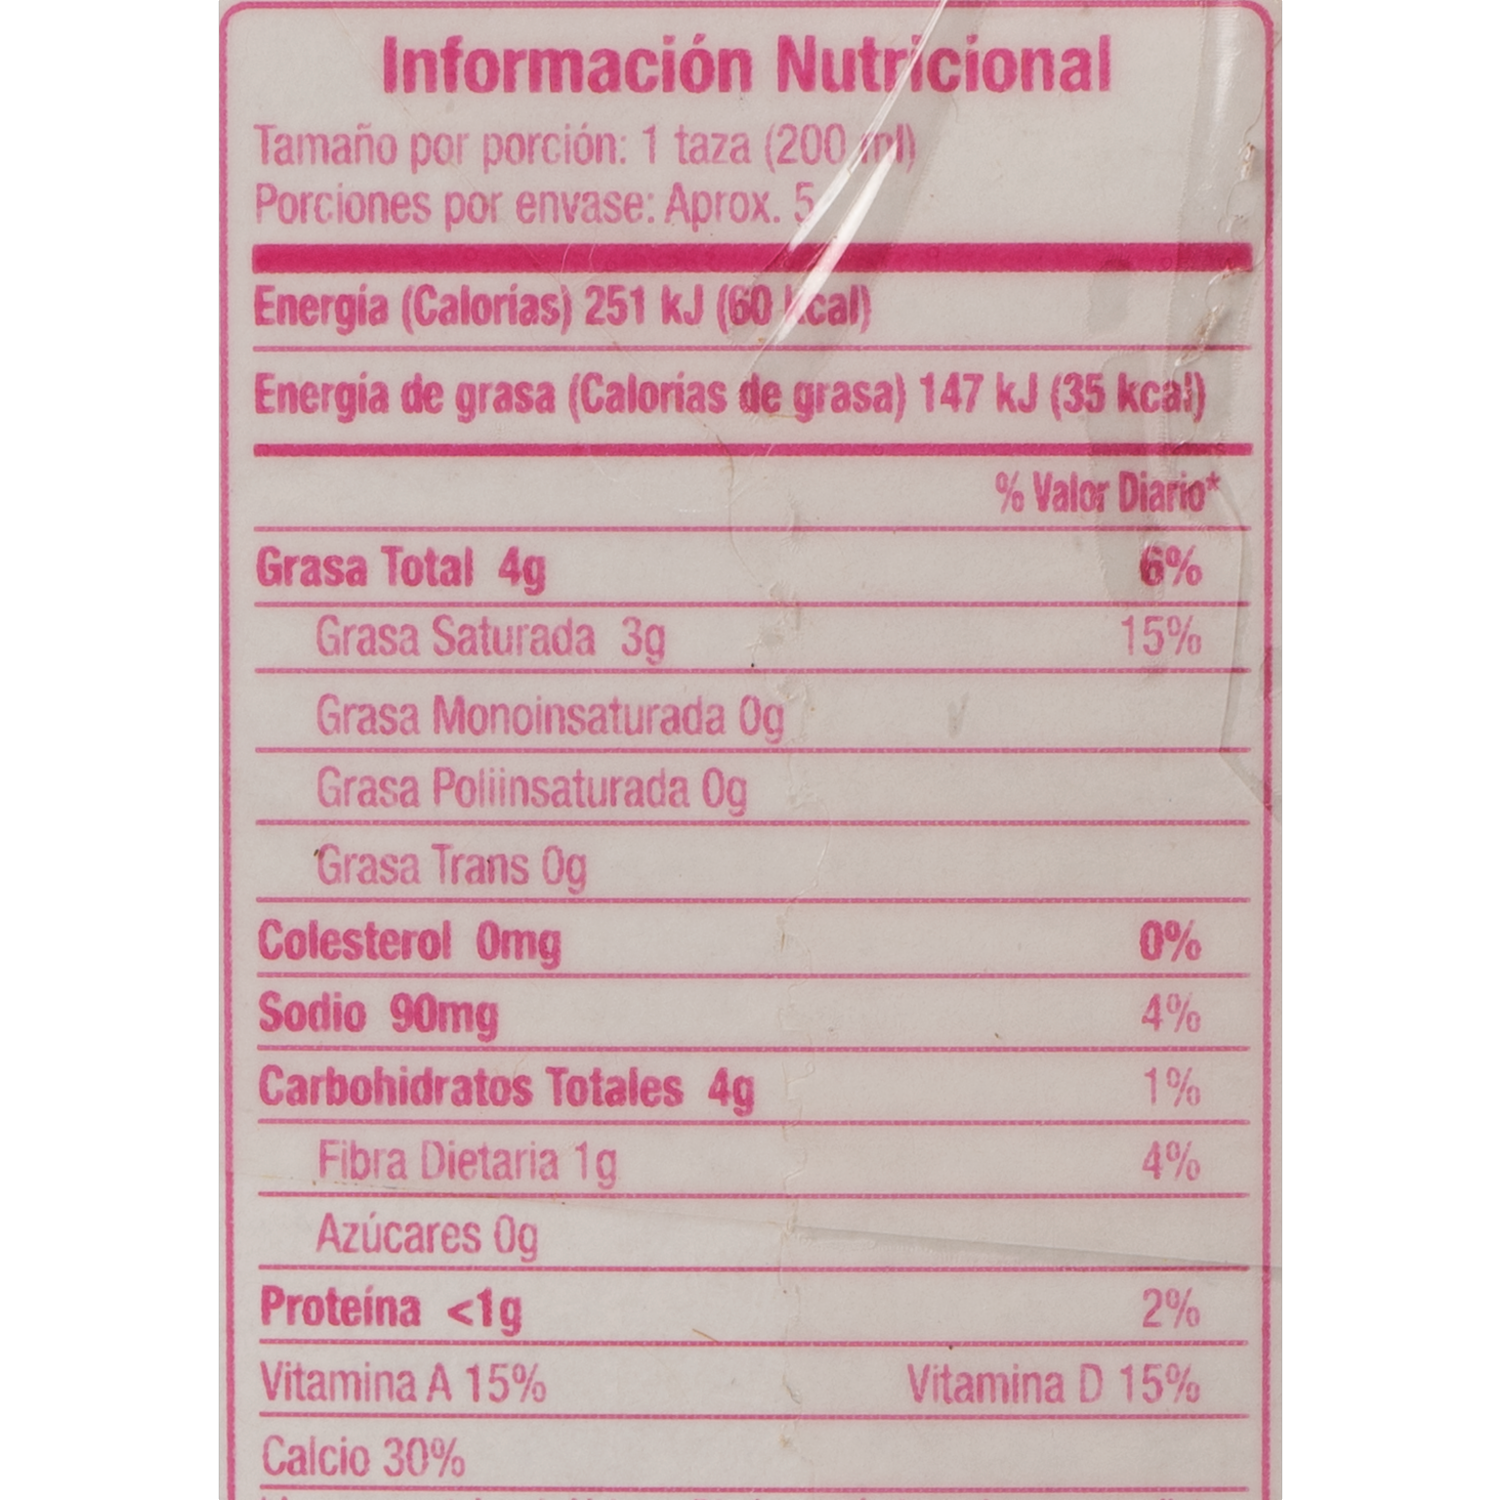 Información Nutricional
Tamaño por porción: 1 taza (200 ml)
Porciones por envase: Aprox. 5
Energía (Calorías) 251 kJ (60 kcal)
Energía de grasa (Calorías de grasa) 147 kJ (35 kcal)
% Valor Diario*
Grasa Total 4g 6%
Grasa Saturada 3g 15%
Grasa Monoinsaturada 0g
Grasa Poliinsaturada 0g
Grasa Trans 0g
Colesterol 0mg 0%
Sodio 90mg 4%
Carbohidratos Totales 4g 1%
Fibra Dietaria 1g 4%
Azúcares 0g
Proteína <1g 2%
Vitamina A 15% Vitamina D 15%
Calcio 30%